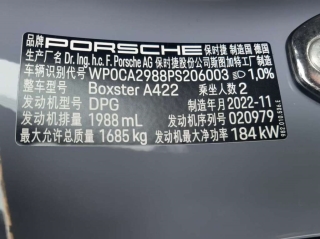 品牌 PORSCHE 保时捷 制造国 德国
生产厂名 Dr. Ing. h.c. F. Porsche AG 保时捷股份公司斯图加特工厂制造
车辆识别代号 WP0CA2988PS206003 1,0%
整车型号 Boxster A422 乘坐人数 2
发动机型号 DPG 制造年月 2022-11
发动机排量 1988 mL 发动机号 020979
最大允许总质量 1685 kg 发动机最大净功率 184 kW